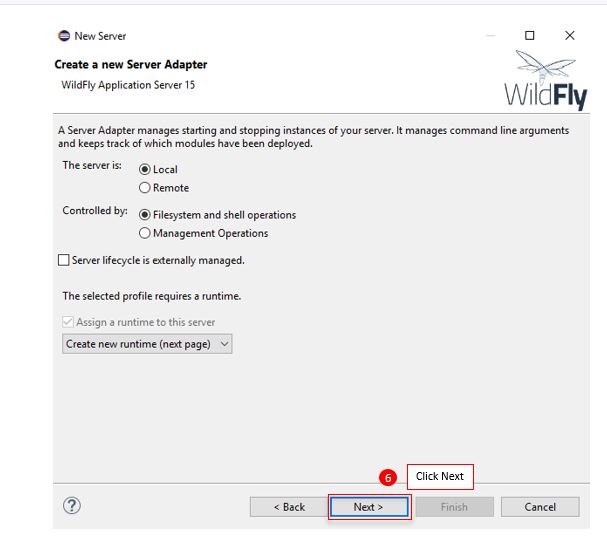 New Server
Create a new Server Adapter
WildFly Application Server 15
WildFly
A Server Adapter manages starting and stopping instances of your server. It manages command line arguments
and keeps track of which modules have been deployed.
The server is:
Local
Remote
Controlled by:
Filesystem and shell operations
Management Operations
Server lifecycle is externally managed.
The selected profile requires a runtime.
Assign a runtime to this server
Create new runtime (next page)
6
Click Next
?
< Back
Next >
Finish
Cancel